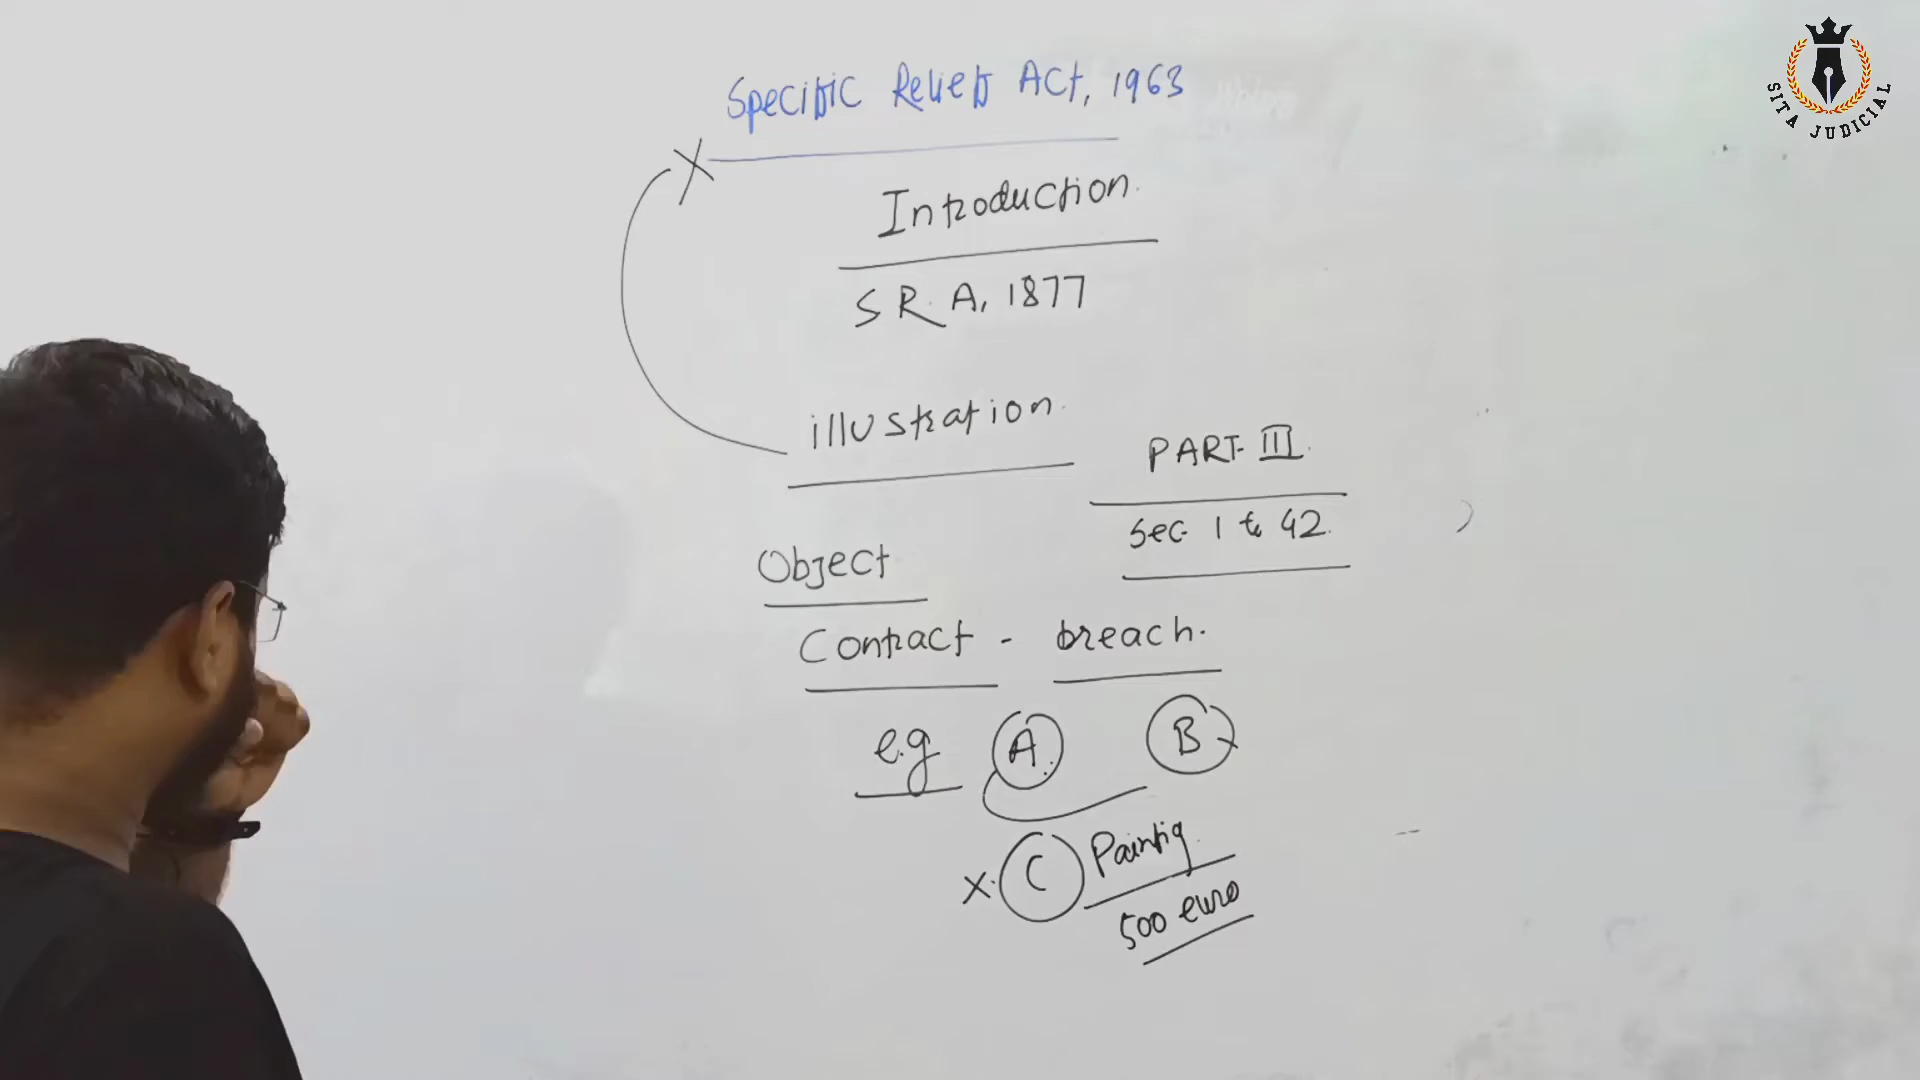 Specific Relief Act, 1963
Introduction.
S R. A, 1877
illustration.
PART-III.
Sec. 1 to 42.
Object
Contract - breach.
e.g A B
X. C Paintig.
500 euro
SITA JUDICIAL